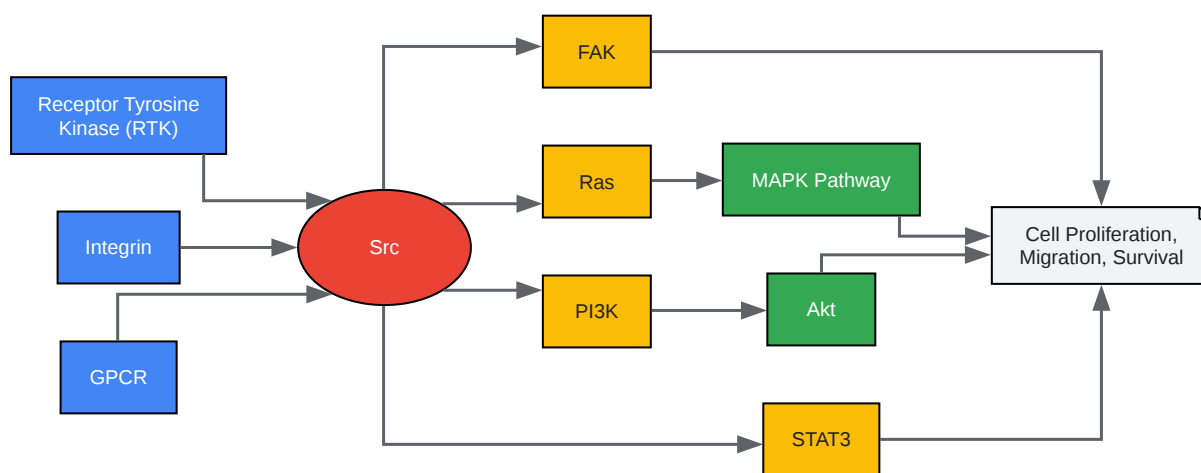 FAK
Receptor Tyrosine
Kinase (RTK)
Ras
MAPK Pathway
Integrin
Src
Cell Proliferation,
Migration, Survival
PI3K
Akt
GPCR
STAT3